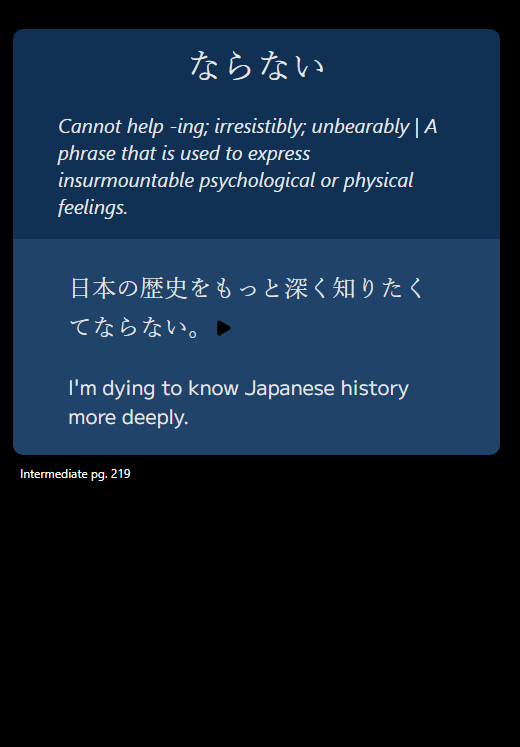 ならない
Cannot help -ing; irresistibly; unbearably | A
phrase that is used to express
insurmountable psychological or physical
feelings.
日本の歴史をもっと深く知りたく
てならない。
I'm dying to know Japanese history
more deeply.
Intermediate pg. 219